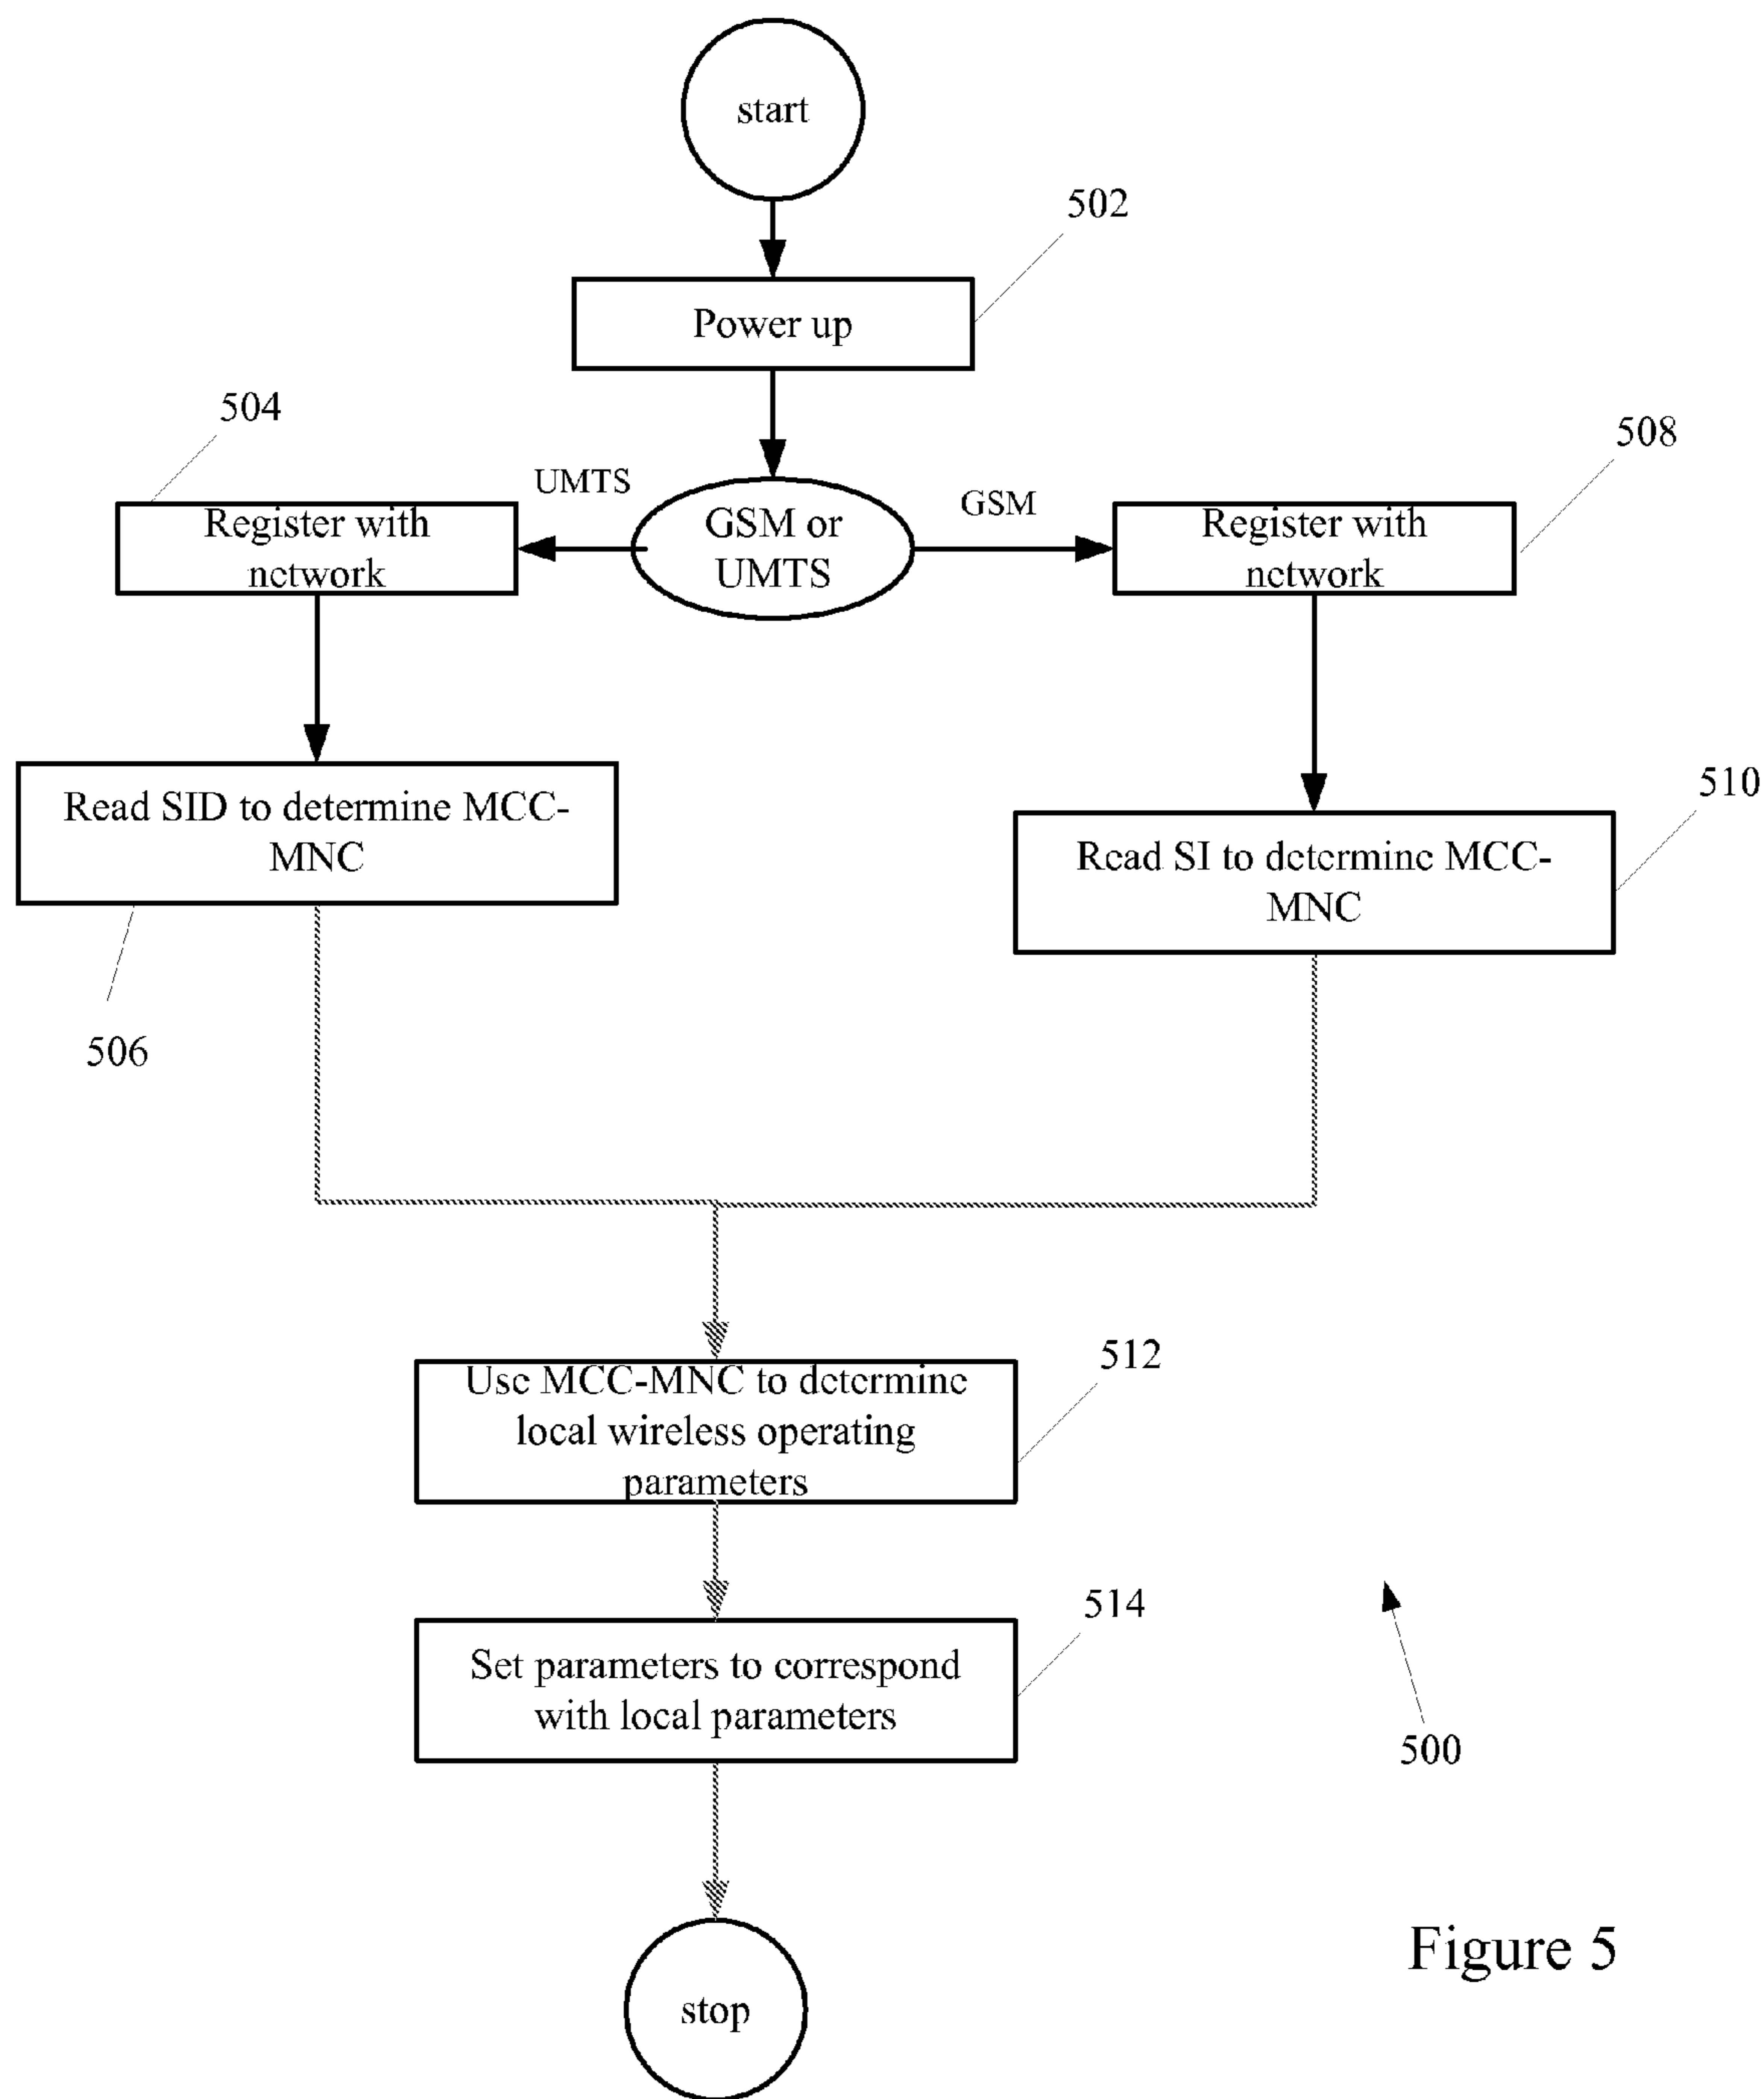 start
502
Power up
504
508
UMTS
GSM
GSM or
UMTS
Register with
network
Register with
network
510
Read SID to determine MCC-
MNC
Read SI to determine MCC-
MNC
506
512
Use MCC-MNC to determine
local wireless operating
parameters
514
Set parameters to correspond
with local parameters
500
Figure 5
stop